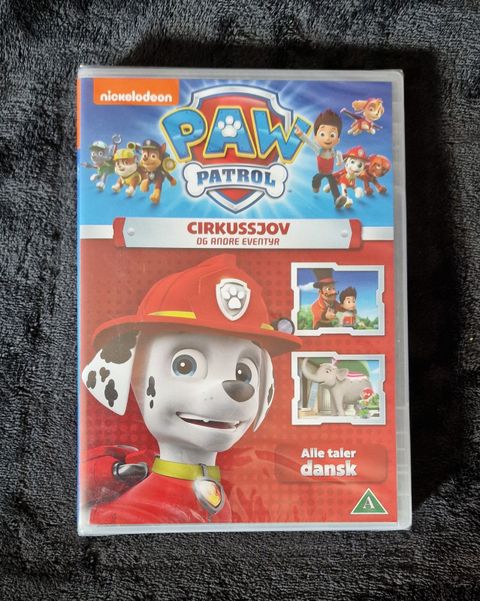 nickelodeon
PAW
PATROL
CIRKUSSJOV
OG ANDRE EVENTYR
Alle taler
dansk
A